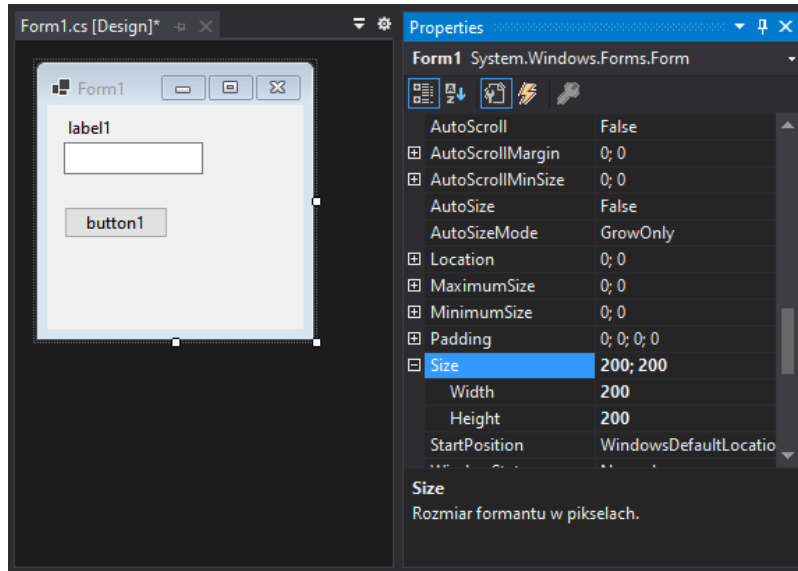 Form1.cs [Design]*
Form1
label1
button1
Properties
Form1 System.Windows.Forms.Form
AutoScroll False
AutoScrollMargin 0; 0
AutoScrollMinSize 0; 0
AutoSize False
AutoSizeMode GrowOnly
Location 0; 0
MaximumSize 0; 0
MinimumSize 0; 0
Padding 0; 0; 0; 0
Size 200; 200
Width 200
Height 200
StartPosition WindowsDefaultLocatio
Size
Rozmiar formantu w pikselach.